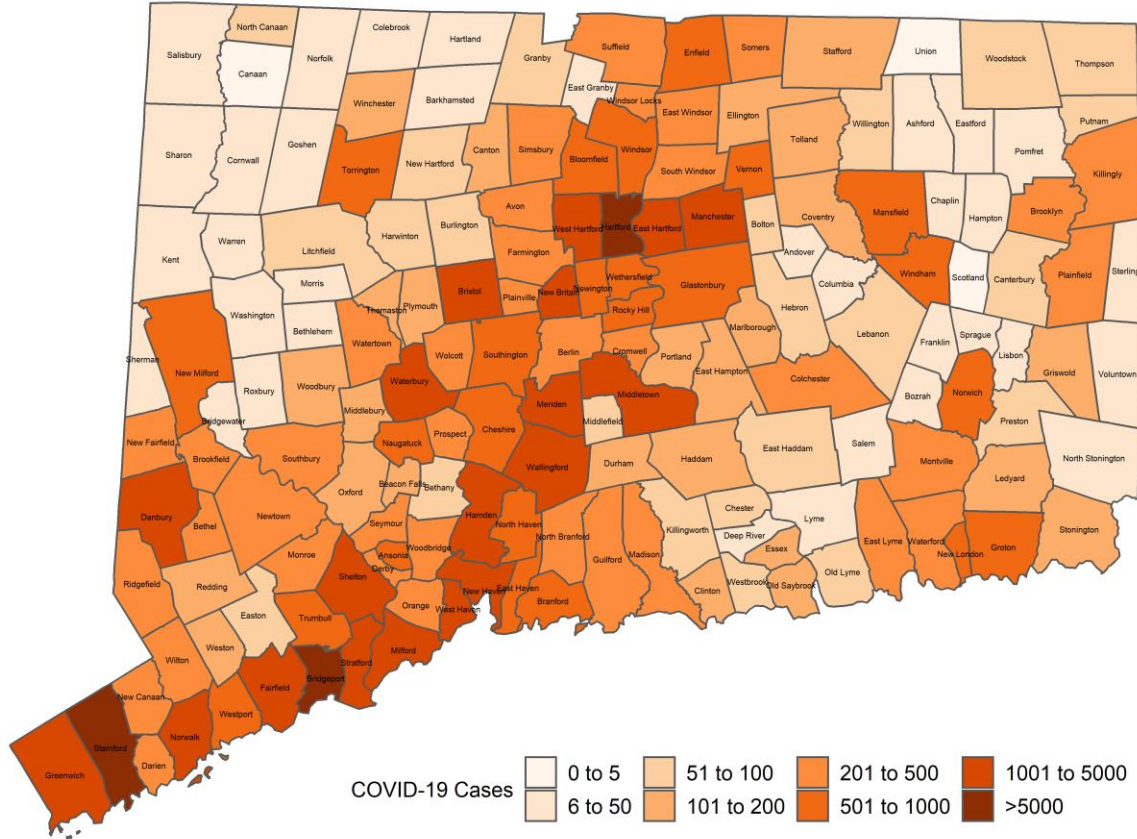 North Canaan
Colebrook
Hartland
Salisbury
Norfolk
Canaan
Granby
Suffield
Enfield
Somers
Stafford
Union
Woodstock
Thompson
East Granby
Windsor Locks
Winchester
Barkhamsted
East Windsor
Ellington
Willington
Ashford
Eastford
Putnam
Sharon
Cornwall
Goshen
Torrington
New Hartford
Canton
Simsbury
Bloomfield
Windsor
South Windsor
Vernon
Tolland
Pomfret
Killingly
Avon
West Hartford
Hartford
East Hartford
Manchester
Bolton
Coventry
Mansfield
Chaplin
Hampton
Brooklyn
Kent
Warren
Litchfield
Harwinton
Burlington
Farmington
Andover
Columbia
Windham
Scotland
Canterbury
Plainfield
Sterling
Morris
Washington
Bethlehem
Thomaston
Plymouth
Bristol
Plainville
New Britain
Newington
Wethersfield
Rocky Hill
Glastonbury
Hebron
Marlborough
Lebanon
Franklin
Sprague
Lisbon
Sherman
New Milford
Roxbury
Woodbury
Watertown
Wolcott
Southington
Berlin
Cromwell
Portland
East Hampton
Colchester
Bozrah
Norwich
Griswold
Voluntown
Bridgewater
Waterbury
Middlebury
Meriden
Middletown
Middlefield
New Fairfield
Brookfield
Southbury
Naugatuck
Prospect
Cheshire
Wallingford
Durham
Haddam
East Haddam
Salem
Montville
Preston
North Stonington
Ledyard
Danbury
Bethel
Newtown
Oxford
Beacon Falls
Bethany
Hamden
North Haven
North Branford
Seymour
Woodbridge
Ansonia
Derby
Guilford
Madison
Killingworth
Chester
Deep River
Lyme
Essex
East Lyme
Waterford
New London
Groton
Stonington
Ridgefield
Redding
Monroe
Shelton
Orange
New Haven
West Haven
East Haven
Branford
Clinton
Westbrook
Old Saybrook
Old Lyme
Easton
Trumbull
Weston
Wilton
Milford
Stratford
Bridgeport
Fairfield
New Canaan
Westport
Norwalk
Darien
Stamford
Greenwich
COVID-19 Cases
0 to 5
51 to 100
201 to 500
1001 to 5000
6 to 50
101 to 200
501 to 1000
>5000